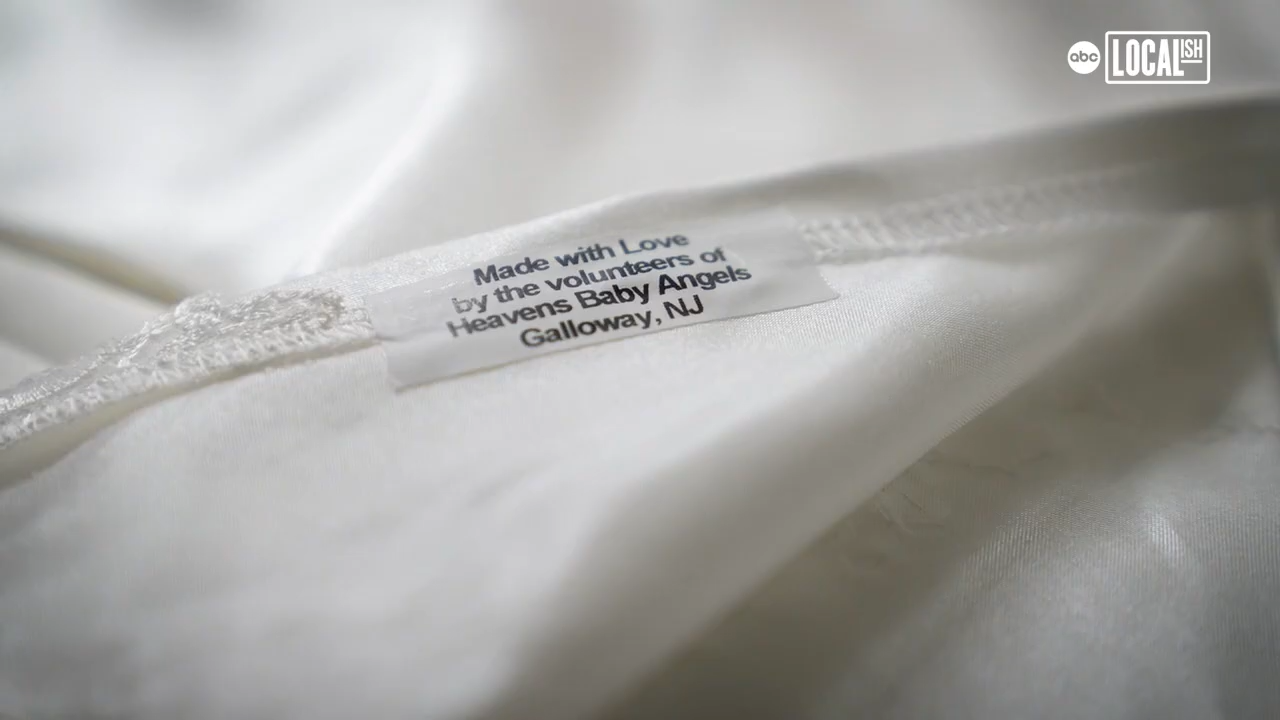 abc LOCALISH
Made with Love
by the volunteers of
Heavens Baby Angels
Galloway, NJ